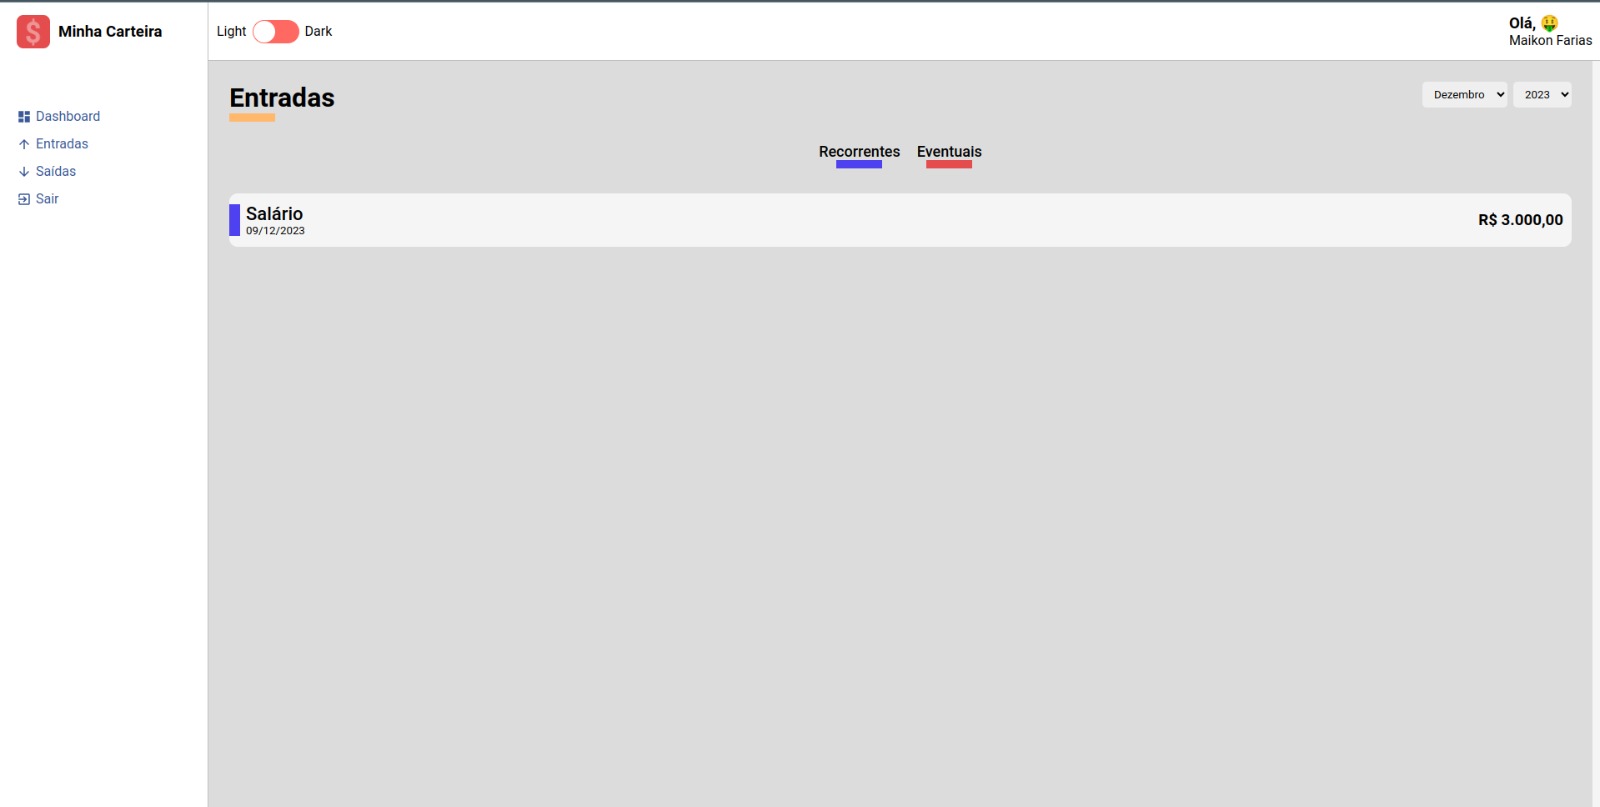 $ Minha Carteira
Light Dark
Olá, 🤑
Maikon Farias
Dashboard
Entradas
Saídas
Sair
Entradas
Dezembro 2023
Recorrentes Eventuais
Salário
09/12/2023
R$ 3.000,00